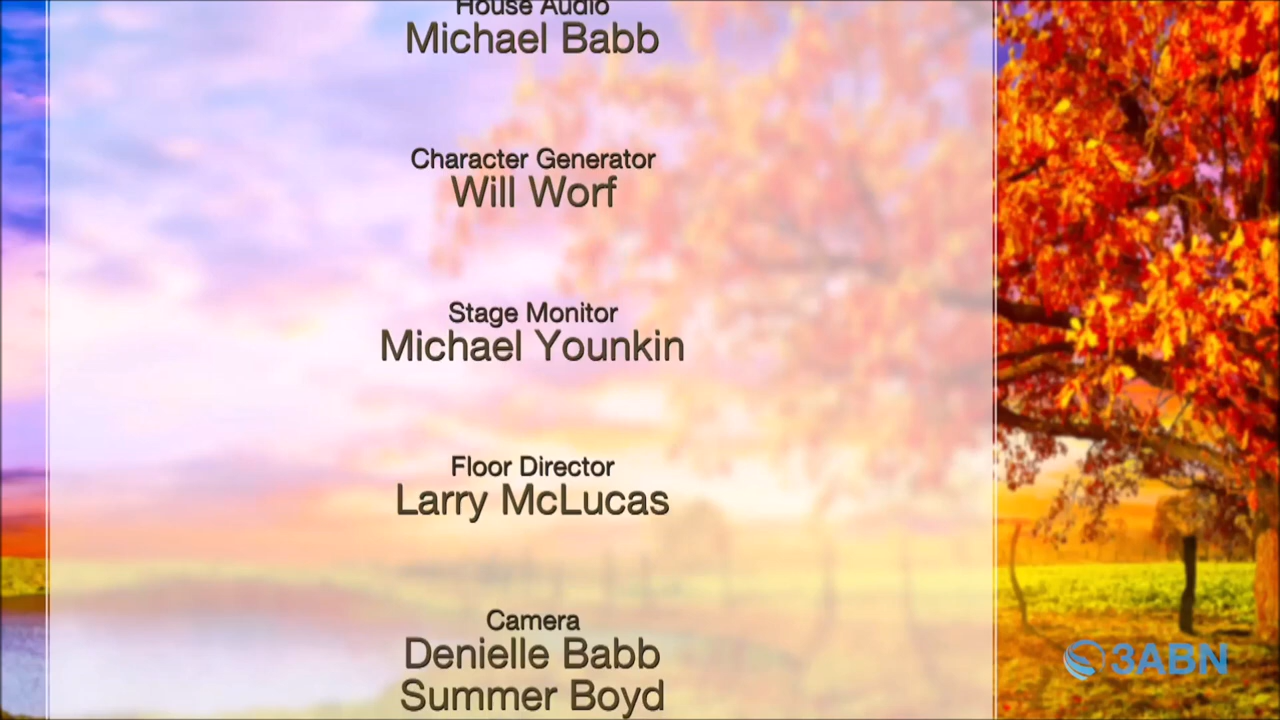 House Audio
Michael Babb
Character Generator
Will Worf
Stage Monitor
Michael Younkin
Floor Director
Larry McLucas
Camera
Denielle Babb
Summer Boyd
3ABN